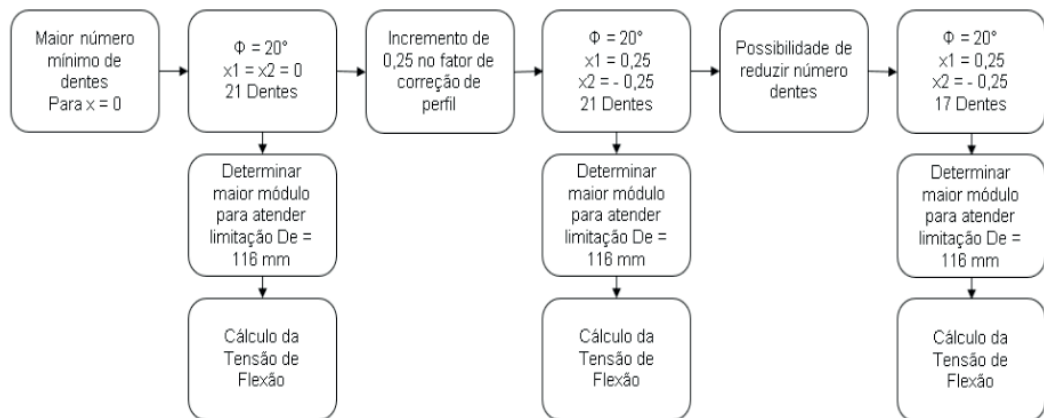 Maior número
mínimo de
dentes
Para x = 0
Φ = 20°
x1 = x2 = 0
21 Dentes
Incremento de
0,25 no fator de
correção de
perfil
Φ = 20°
x1 = 0,25
x2 = - 0,25
21 Dentes
Possibilidade de
reduzir número
dentes
Φ = 20°
x1 = 0,25
x2 = - 0,25
17 Dentes
Determinar
maior módulo
para atender
limitação De =
116 mm
Determinar
maior módulo
para atender
limitação De =
116 mm
Determinar
maior módulo
para atender
limitação De =
116 mm
Cálculo da
Tensão de
Flexão
Cálculo da
Tensão de
Flexão
Cálculo da
Tensão de
Flexão